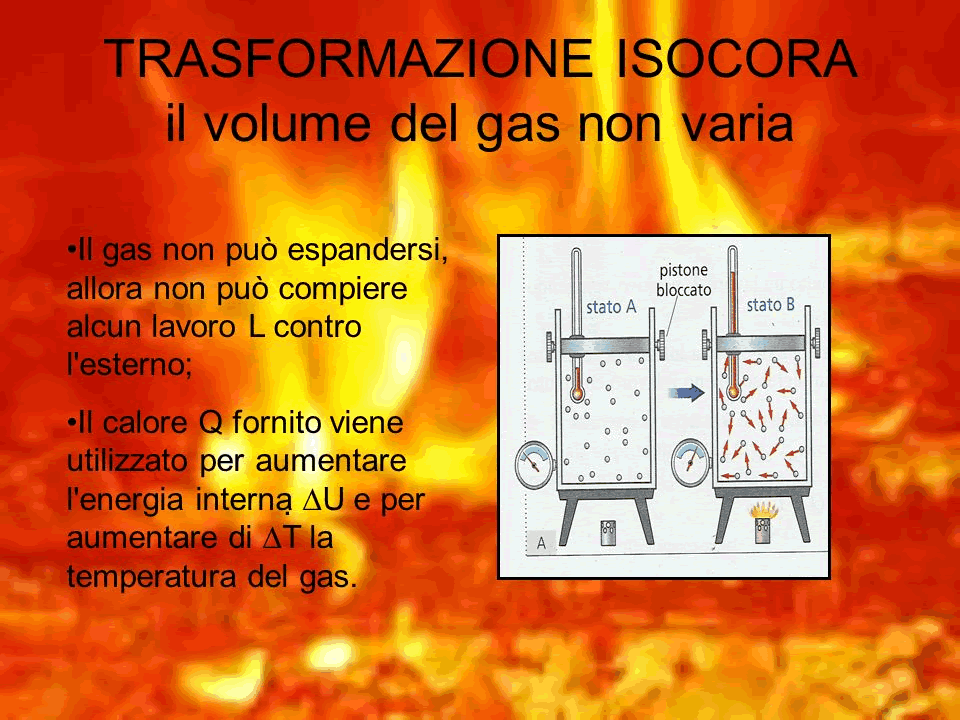 TRASFORMAZIONE ISOCORA
il volume del gas non varia
•Il gas non può espandersi,
allora non può compiere
alcun lavoro L contro
l'esterno;
•Il calore Q fornito viene
utilizzato per aumentare
l'energia interna ∆U e per
aumentare di ∆T la
temperatura del gas.
pistone
bloccato
stato A
stato B
A